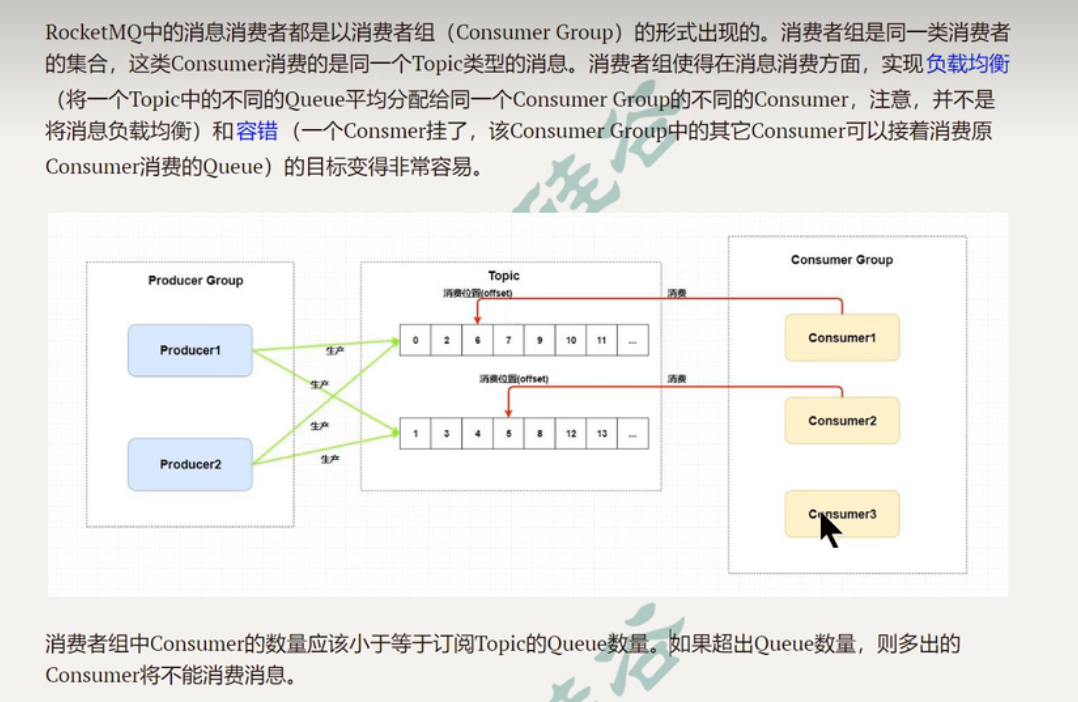 RocketMQ中的消息消费者都是以消费者组（Consumer Group）的形式出现的。消费者组是同一类消费者
的集合，这类Consumer消费的是同一个Topic类型的消息。消费者组使得在消息消费方面，实现负载均衡
（将一个Topic中的不同的Queue平均分配给同一个Consumer Group的不同的Consumer，注意，并不是
将消息负载均衡）和容错（一个Consmer挂了，该Consumer Group中的其它Consumer可以接着消费原
Consumer消费的Queue）的目标变得非常容易。
硅谷
Producer Group
Producer1
Producer2
生产
生产
生产
生产
Topic
消费位置(offset)
0 2 6 7 9 10 11 ...
消费位置(offset)
1 3 4 5 8 12 13 ...
消费
消费
Consumer Group
Consumer1
Consumer2
Consumer3
消费者组中Consumer的数量应该小于等于订阅Topic的Queue数量。如果超出Queue数量，则多出的
Consumer将不能消费消息。
谷